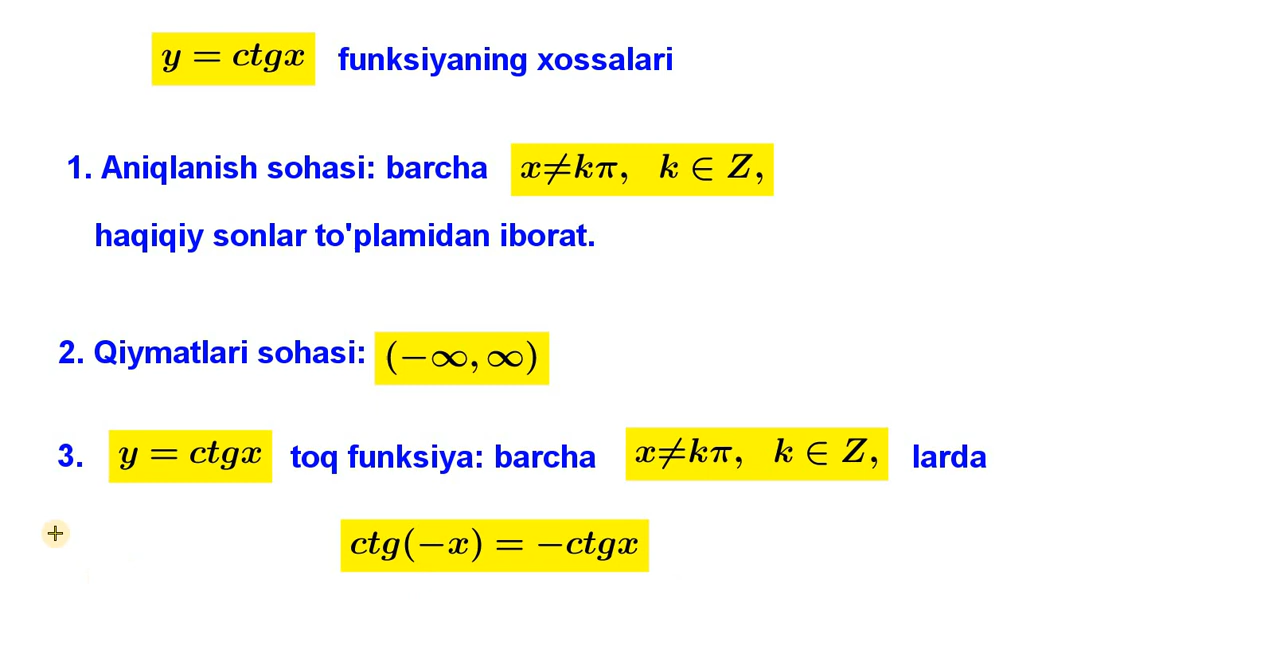 y = ctgx funksiyaning xossalari
1. Aniqlanish sohasi: barcha x≠kπ, k ∈ Z,
haqiqiy sonlar to'plamidan iborat.
2. Qiymatlari sohasi: (−∞, ∞)
3. y = ctgx toq funksiya: barcha x≠kπ, k ∈ Z, larda
ctg(−x) = −ctgx